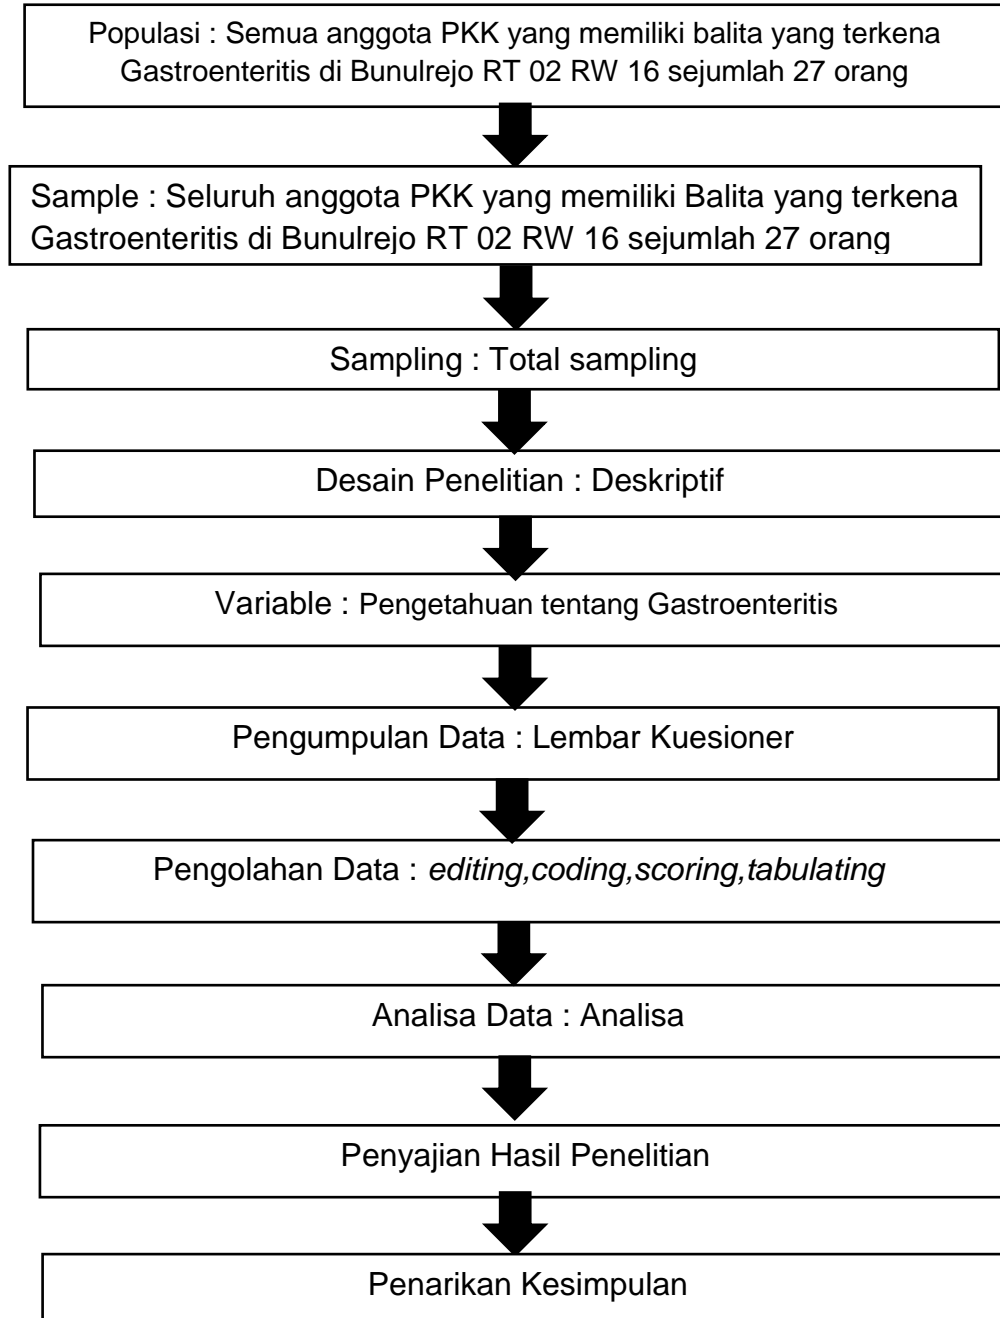 Populasi : Semua anggota PKK yang memiliki balita yang terkena
Gastroenteritis di Bunulrejo RT 02 RW 16 sejumlah 27 orang
Sample : Seluruh anggota PKK yang memiliki Balita yang terkena
Gastroenteritis di Bunulrejo RT 02 RW 16 sejumlah 27 orang
Sampling : Total sampling
Desain Penelitian : Deskriptif
Variable : Pengetahuan tentang Gastroenteritis
Pengumpulan Data : Lembar Kuesioner
Pengolahan Data : editing,coding,scoring,tabulating
Analisa Data : Analisa
Penyajian Hasil Penelitian
Penarikan Kesimpulan